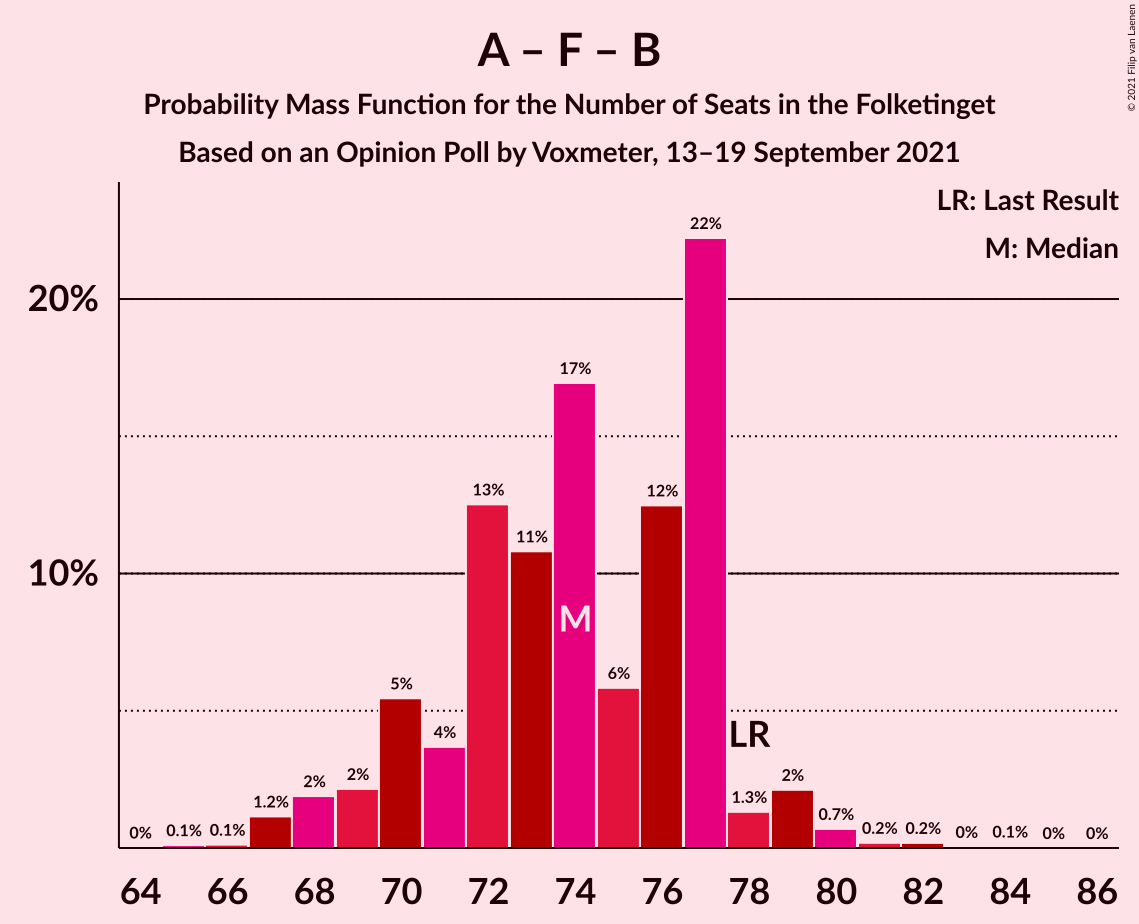 A – F – B
Probability Mass Function for the Number of Seats in the Folketinget
Based on an Opinion Poll by Voxmeter, 13–19 September 2021
© 2021 Filip van Laenen
LR: Last Result
M: Median
20%
10%
0% 0.1% 0.1% 1.2% 2% 2% 5% 4% 13% 11% 17% 6% 12% 22% 1.3% 2% 0.7% 0.2% 0.2% 0% 0.1% 0% 0%
M
LR
64 66 68 70 72 74 76 78 80 82 84 86